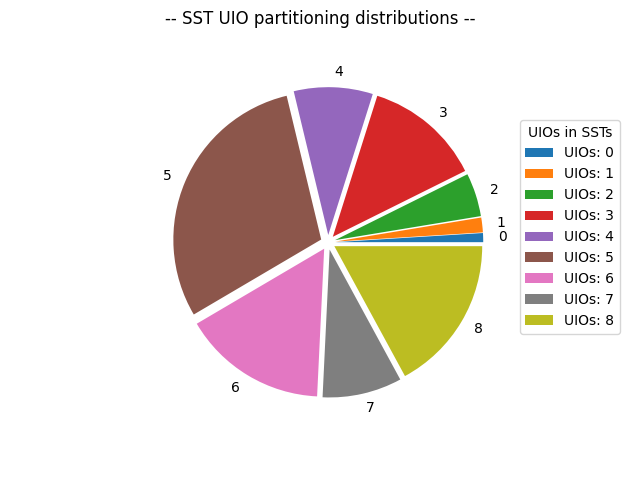 -- SST UIO partitioning distributions --
4
3
5
2
1
0
8
6
7
UIOs in SSTs
UIOs: 0
UIOs: 1
UIOs: 2
UIOs: 3
UIOs: 4
UIOs: 5
UIOs: 6
UIOs: 7
UIOs: 8